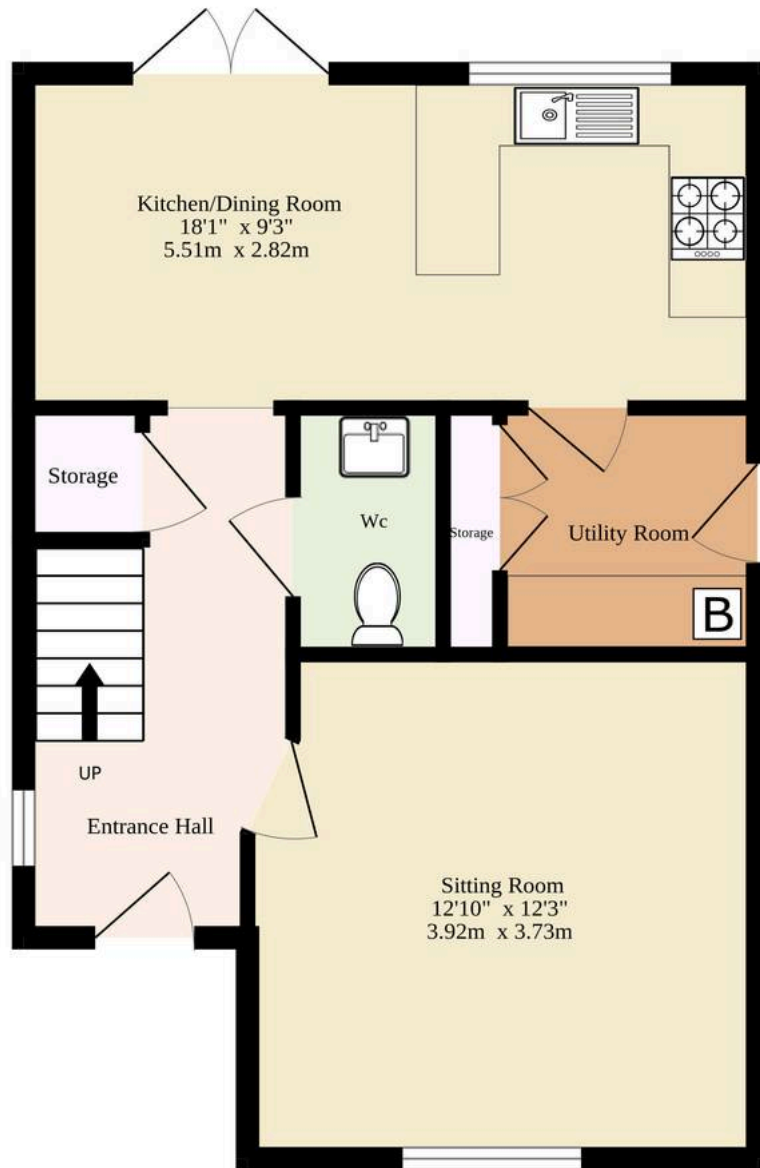 Kitchen/Dining Room
18'1" x 9'3"
5.51m x 2.82m
Storage
Wc
Storage
Utility Room
B
UP
Entrance Hall
Sitting Room
12'10" x 12'3"
3.92m x 3.73m